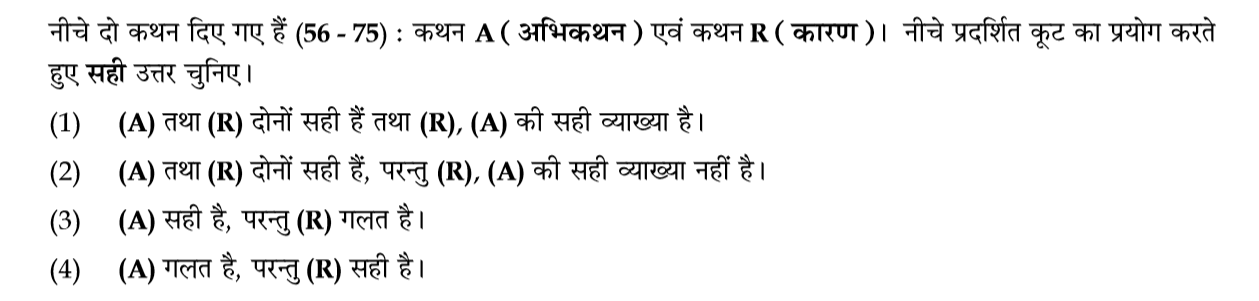 नीचे दो कथन दिए गए हैं (56 - 75) : कथन A ( अभिकथन ) एवं कथन R ( कारण )। नीचे प्रदर्शित कूट का प्रयोग करते
हुए सही उत्तर चुनिए।
(1) (A) तथा (R) दोनों सही हैं तथा (R), (A) की सही व्याख्या है।
(2) (A) तथा (R) दोनों सही हैं, परन्तु (R), (A) की सही व्याख्या नहीं है।
(3) (A) सही है, परन्तु (R) गलत है।
(4) (A) गलत है, परन्तु (R) सही है।